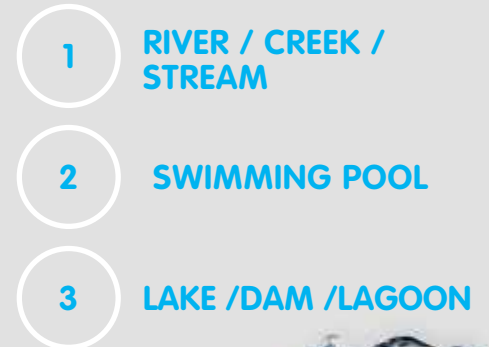 1
RIVER / CREEK /
STREAM
2
SWIMMING POOL
3
LAKE /DAM /LAGOON